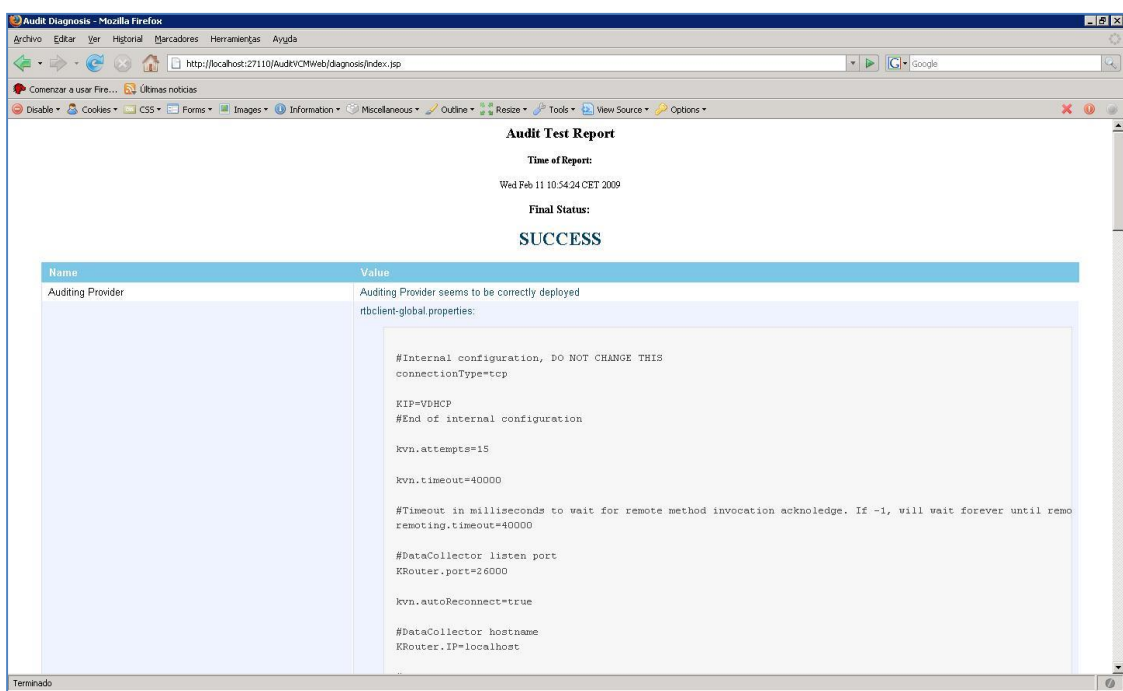 Audit Diagnosis - Mozilla Firefox
Archivo Editar Ver Historial Marcadores Herramientas Ayuda
http://localhost:27110/AuditVCMWeb/diagnosis/index.jsp
Google
Comenzar a usar Fire... Últimas noticias
Disable Cookies CSS Forms Images Information Miscellaneous Outline Resize Tools View Source Options
Audit Test Report
Time of Report:
Wed Feb 11 10:54:24 CET 2009
Final Status:
SUCCESS
Name Value
Auditing Provider Auditing Provider seems to be correctly deployed
rtbclient-global.properties:
#Internal configuration, DO NOT CHANGE THIS
connectionType=tcp
KIP=VDHCP
#End of internal configuration
kvn.attempts=15
kvn.timeout=40000
#Timeout in milliseconds to wait for remote method invocation acknoledge. If -1, will wait forever until remo
remoting.timeout=40000
#DataCollector listen port
KRouter.port=26000
kvn.autoReconnect=true
#DataCollector hostname
KRouter.IP=localhost
Terminado